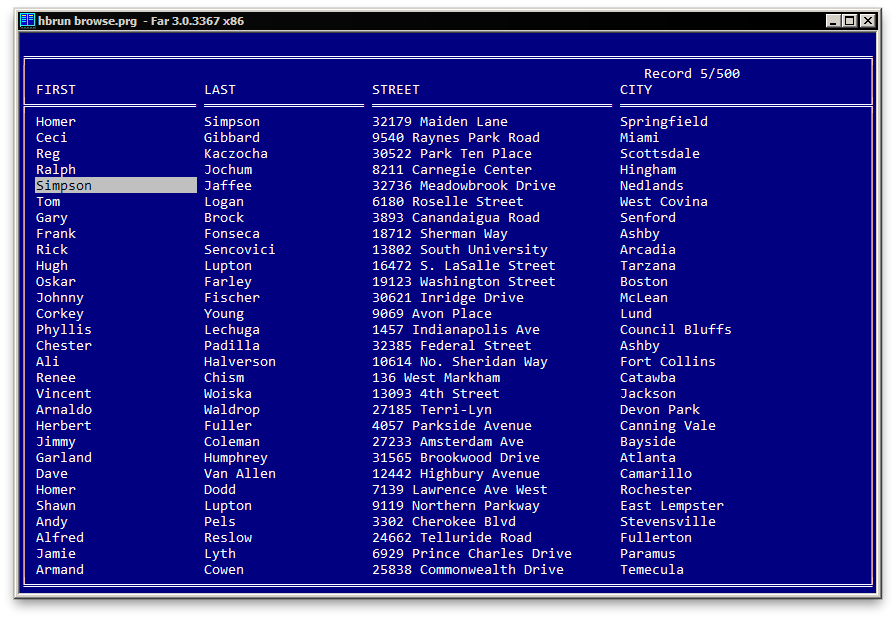 hbrun browse.prg - Far 3.0.3367 x86
Record 5/500
FIRST LAST STREET CITY
Homer Simpson 32179 Maiden Lane Springfield
Ceci Gibbard 9540 Raynes Park Road Miami
Reg Kaczocha 30522 Park Ten Place Scottsdale
Ralph Jochum 8211 Carnegie Center Hingham
Simpson Jaffee 32736 Meadowbrook Drive Nedlands
Tom Logan 6180 Roselle Street West Covina
Gary Brock 3893 Canandaigua Road Senford
Frank Fonseca 18712 Sherman Way Ashby
Rick Sencovici 13802 South University Arcadia
Hugh Lupton 16472 S. LaSalle Street Tarzana
Oskar Farley 19123 Washington Street Boston
Johnny Fischer 30621 Inridge Drive McLean
Corkey Young 9069 Avon Place Lund
Phyllis Lechuga 1457 Indianapolis Ave Council Bluffs
Chester Padilla 32385 Federal Street Ashby
Ali Halverson 10614 No. Sheridan Way Fort Collins
Renee Chism 136 West Markham Catawba
Vincent Woiska 13093 4th Street Jackson
Arnaldo Waldrop 27185 Terri-Lyn Devon Park
Herbert Fuller 4057 Parkside Avenue Canning Vale
Jimmy Coleman 27233 Amsterdam Ave Bayside
Garland Humphrey 31565 Brookwood Drive Atlanta
Dave Van Allen 12442 Highbury Avenue Camarillo
Homer Dodd 7139 Lawrence Ave West Rochester
Shawn Lupton 9119 Northern Parkway East Lempster
Andy Pels 3302 Cherokee Blvd Stevensville
Alfred Reslow 24662 Telluride Road Fullerton
Jamie Lyth 6929 Prince Charles Drive Paramus
Armand Cowen 25838 Commonwealth Drive Temecula